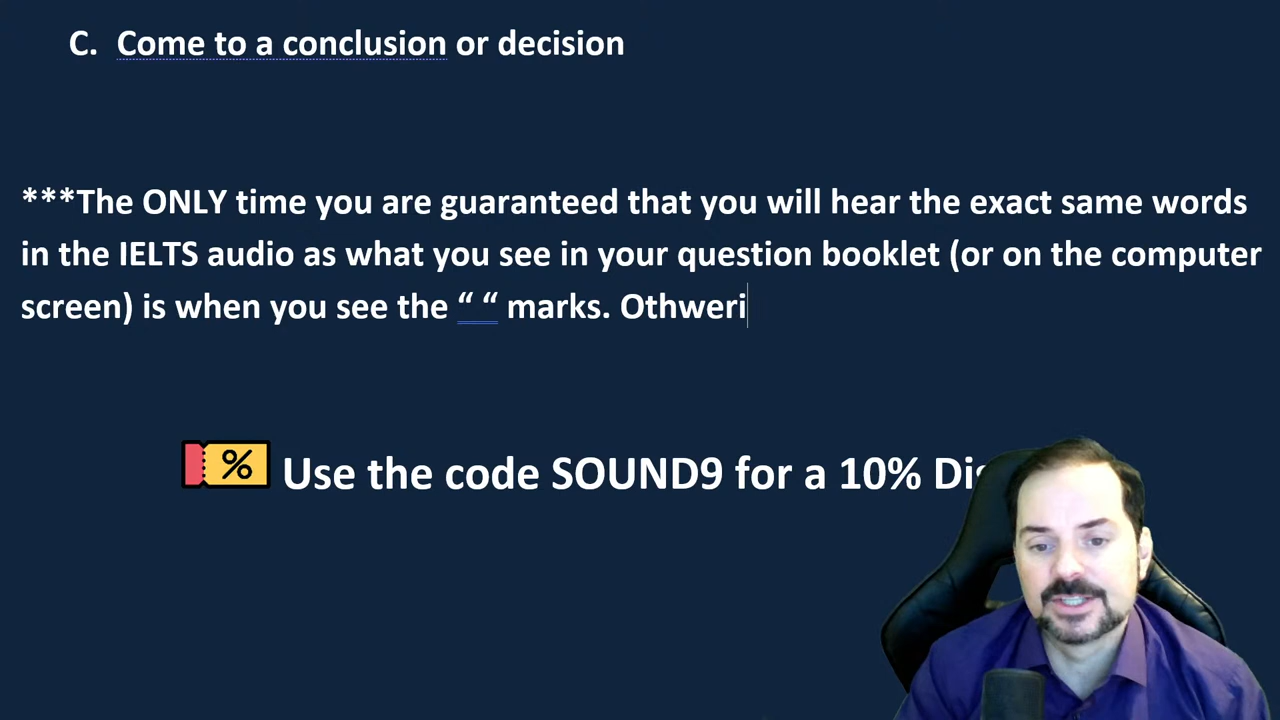 C. Come to a conclusion or decision
***The ONLY time you are guaranteed that you will hear the exact same words
in the IELTS audio as what you see in your question booklet (or on the computer
screen) is when you see the “ “ marks. Othweri
% Use the code SOUND9 for a 10%